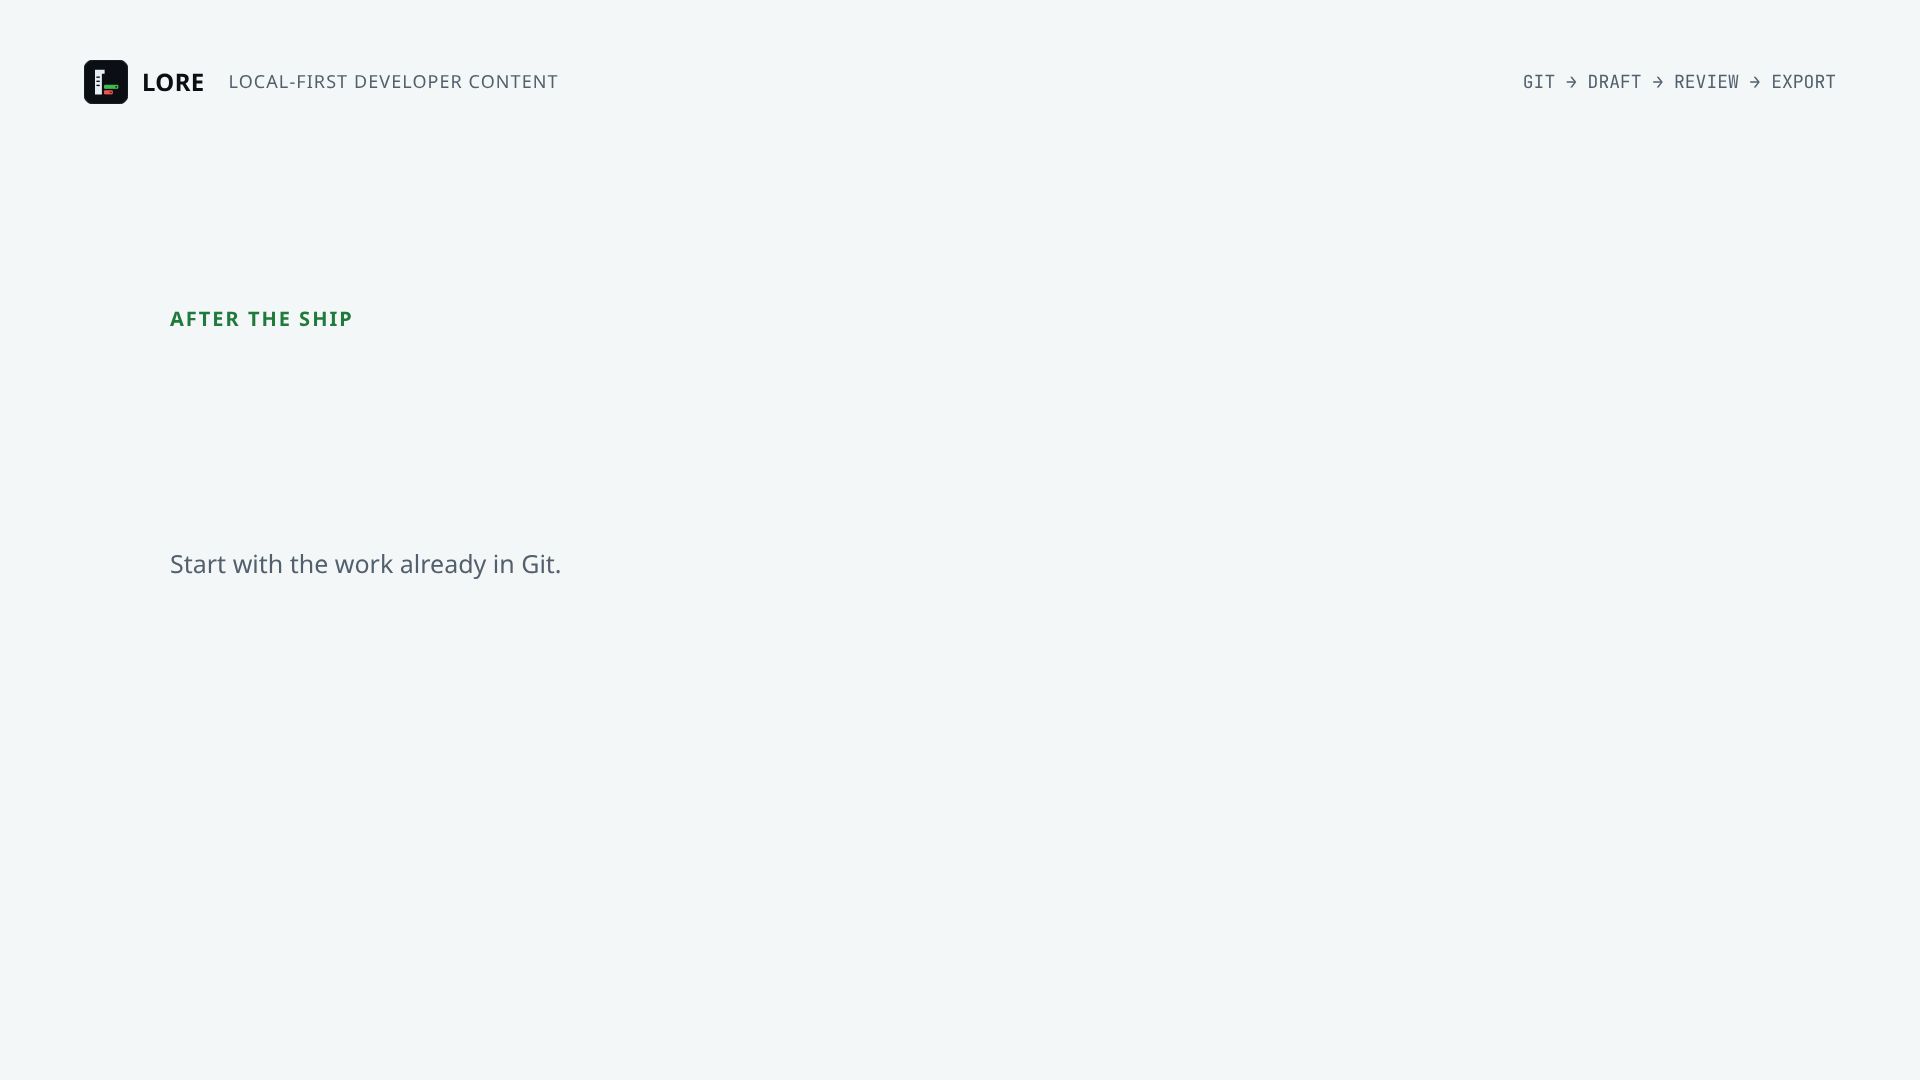 LORE LOCAL-FIRST DEVELOPER CONTENT
GIT → DRAFT → REVIEW → EXPORT
AFTER THE SHIP
Start with the work already in Git.